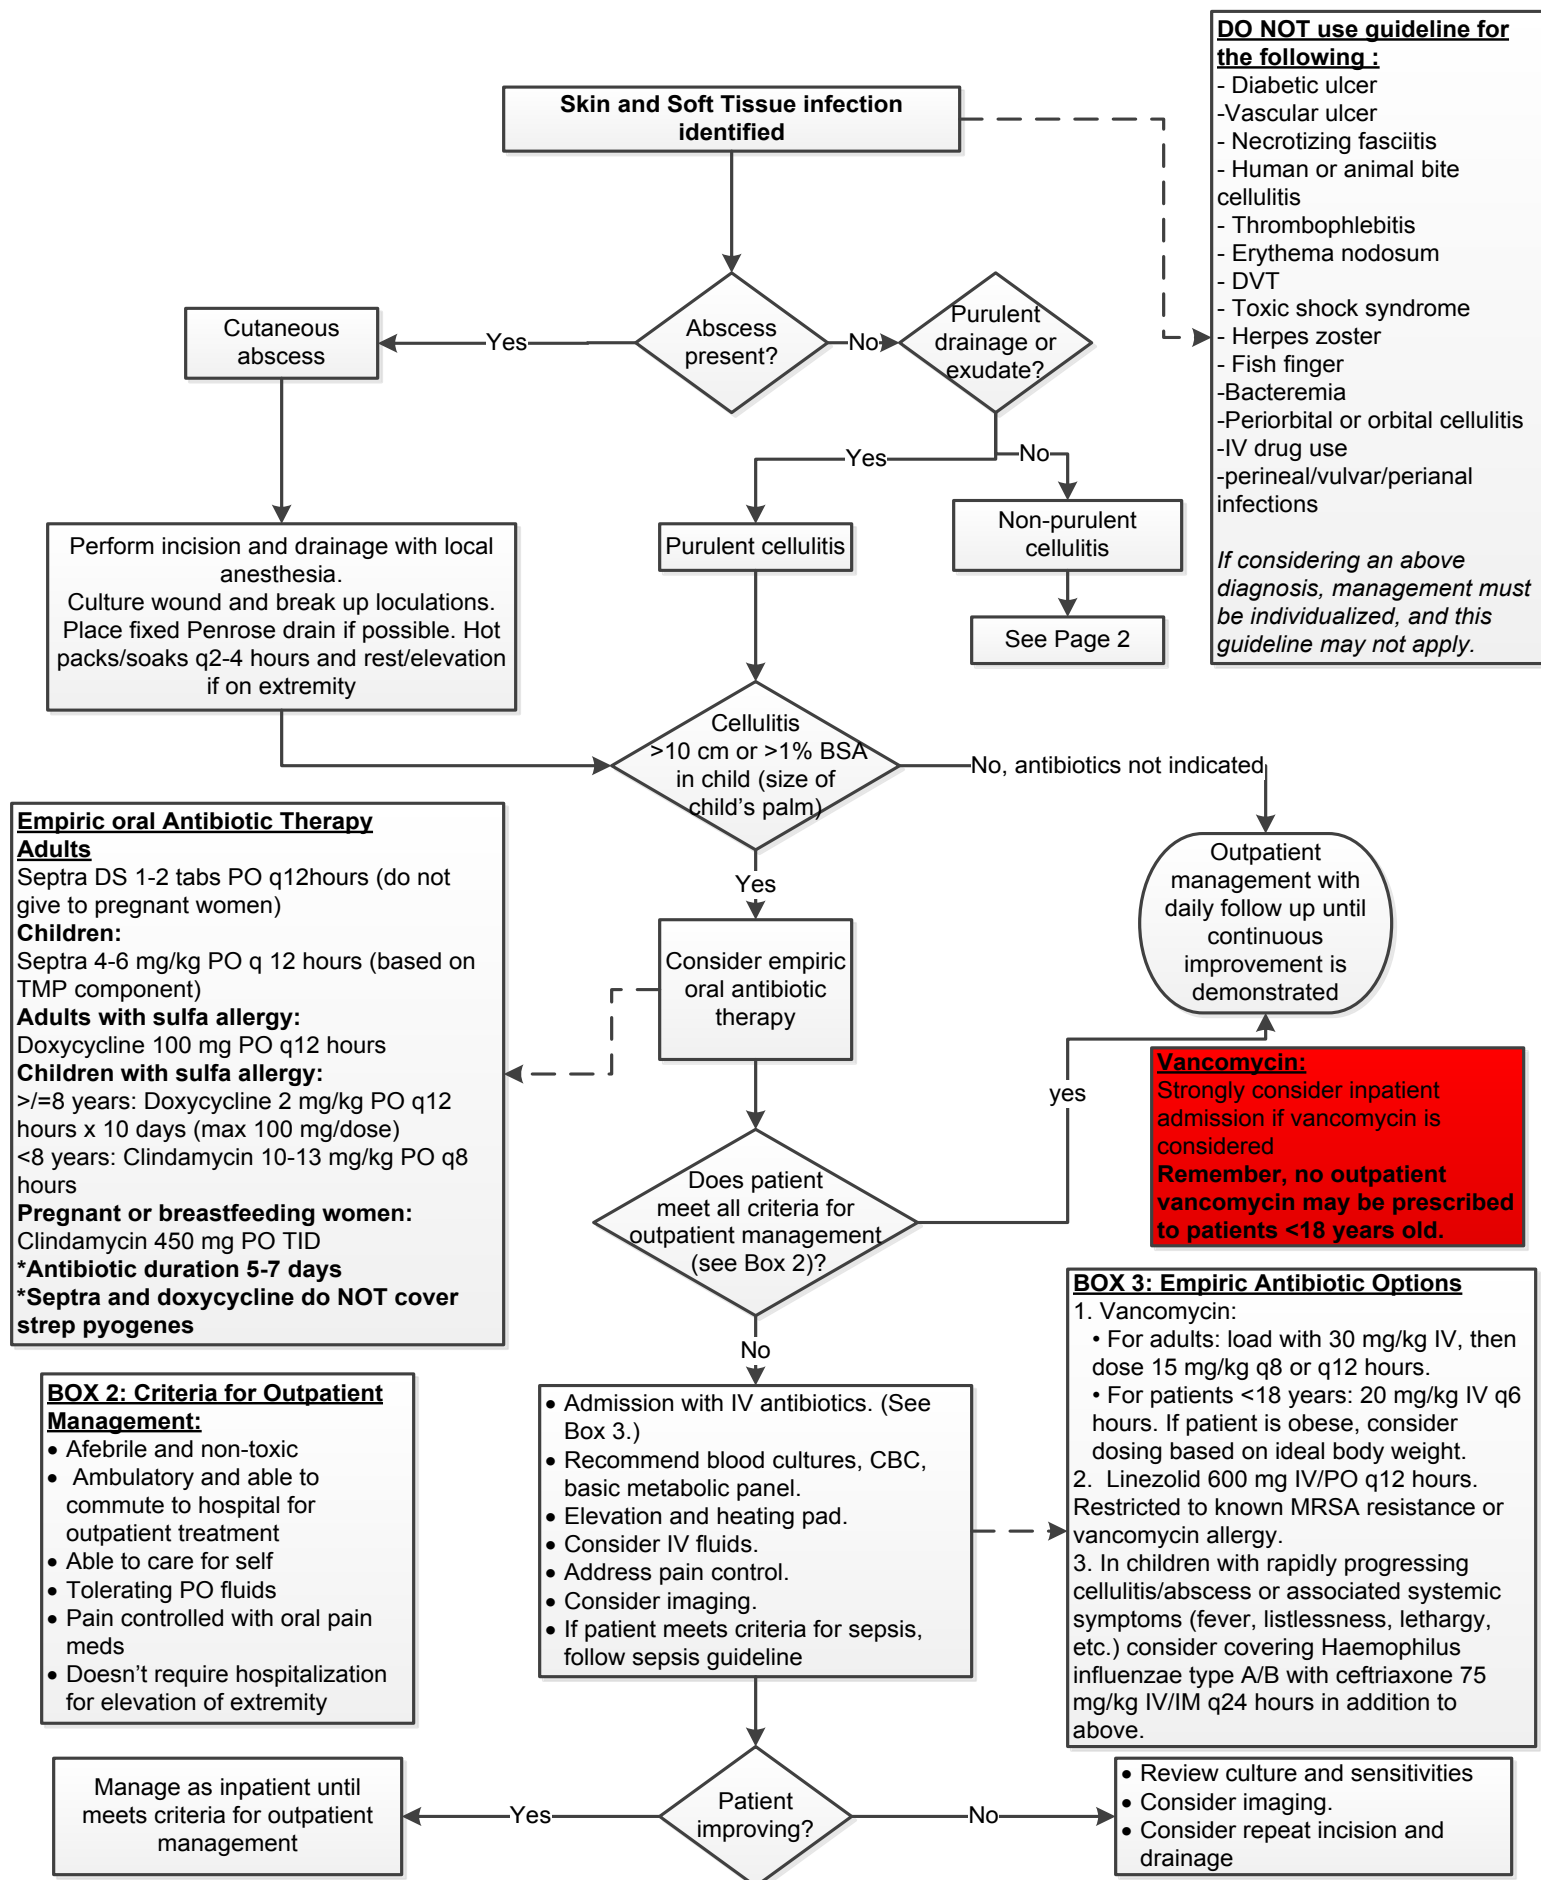 DO NOT use guideline for
the following :
- Diabetic ulcer
-Vascular ulcer
- Necrotizing fasciitis
- Human or animal bite
cellulitis
- Thrombophlebitis
- Erythema nodosum
- DVT
- Toxic shock syndrome
- Herpes zoster
- Fish finger
-Bacteremia
-Periorbital or orbital cellulitis
-IV drug use
-perineal/vulvar/perianal
infections
If considering an above
diagnosis, management must
be individualized, and this
guideline may not apply.
Skin and Soft Tissue infection
identified
Abscess
present?
Yes
No
Cutaneous
abscess
Purulent
drainage or
exudate?
Yes
No
Perform incision and drainage with local
anesthesia.
Culture wound and break up loculations.
Place fixed Penrose drain if possible. Hot
packs/soaks q2-4 hours and rest/elevation
if on extremity
Purulent cellulitis
Non-purulent
cellulitis
See Page 2
Cellulitis
>10 cm or >1% BSA
in child (size of
child's palm)
No, antibiotics not indicated
Yes
Outpatient
management with
daily follow up until
continuous
improvement is
demonstrated
Empiric oral Antibiotic Therapy
Adults
Septra DS 1-2 tabs PO q12hours (do not
give to pregnant women)
Children:
Septra 4-6 mg/kg PO q 12 hours (based on
TMP component)
Adults with sulfa allergy:
Doxycycline 100 mg PO q12 hours
Children with sulfa allergy:
>/=8 years: Doxycycline 2 mg/kg PO q12
hours x 10 days (max 100 mg/dose)
<8 years: Clindamycin 10-13 mg/kg PO q8
hours
Pregnant or breastfeeding women:
Clindamycin 450 mg PO TID
*Antibiotic duration 5-7 days
*Septra and doxycycline do NOT cover
strep pyogenes
Consider empiric
oral antibiotic
therapy
Does patient
meet all criteria for
outpatient management
(see Box 2)?
yes
No
Vancomycin:
Strongly consider inpatient
admission if vancomycin is
considered
Remember, no outpatient
vancomycin may be prescribed
to patients <18 years old.
BOX 2: Criteria for Outpatient
Management:
• Afebrile and non-toxic
• Ambulatory and able to
commute to hospital for
outpatient treatment
• Able to care for self
• Tolerating PO fluids
• Pain controlled with oral pain
meds
• Doesn't require hospitalization
for elevation of extremity
• Admission with IV antibiotics. (See
Box 3.)
• Recommend blood cultures, CBC,
basic metabolic panel.
• Elevation and heating pad.
• Consider IV fluids.
• Address pain control.
• Consider imaging.
• If patient meets criteria for sepsis,
follow sepsis guideline
BOX 3: Empiric Antibiotic Options
1. Vancomycin:
• For adults: load with 30 mg/kg IV, then
dose 15 mg/kg q8 or q12 hours.
• For patients <18 years: 20 mg/kg IV q6
hours. If patient is obese, consider
dosing based on ideal body weight.
2. Linezolid 600 mg IV/PO q12 hours.
Restricted to known MRSA resistance or
vancomycin allergy.
3. In children with rapidly progressing
cellulitis/abscess or associated systemic
symptoms (fever, listlessness, lethargy,
etc.) consider covering Haemophilus
influenzae type A/B with ceftriaxone 75
mg/kg IV/IM q24 hours in addition to
above.
Patient
improving?
Yes
No
Manage as inpatient until
meets criteria for outpatient
management
• Review culture and sensitivities
• Consider imaging.
• Consider repeat incision and
drainage